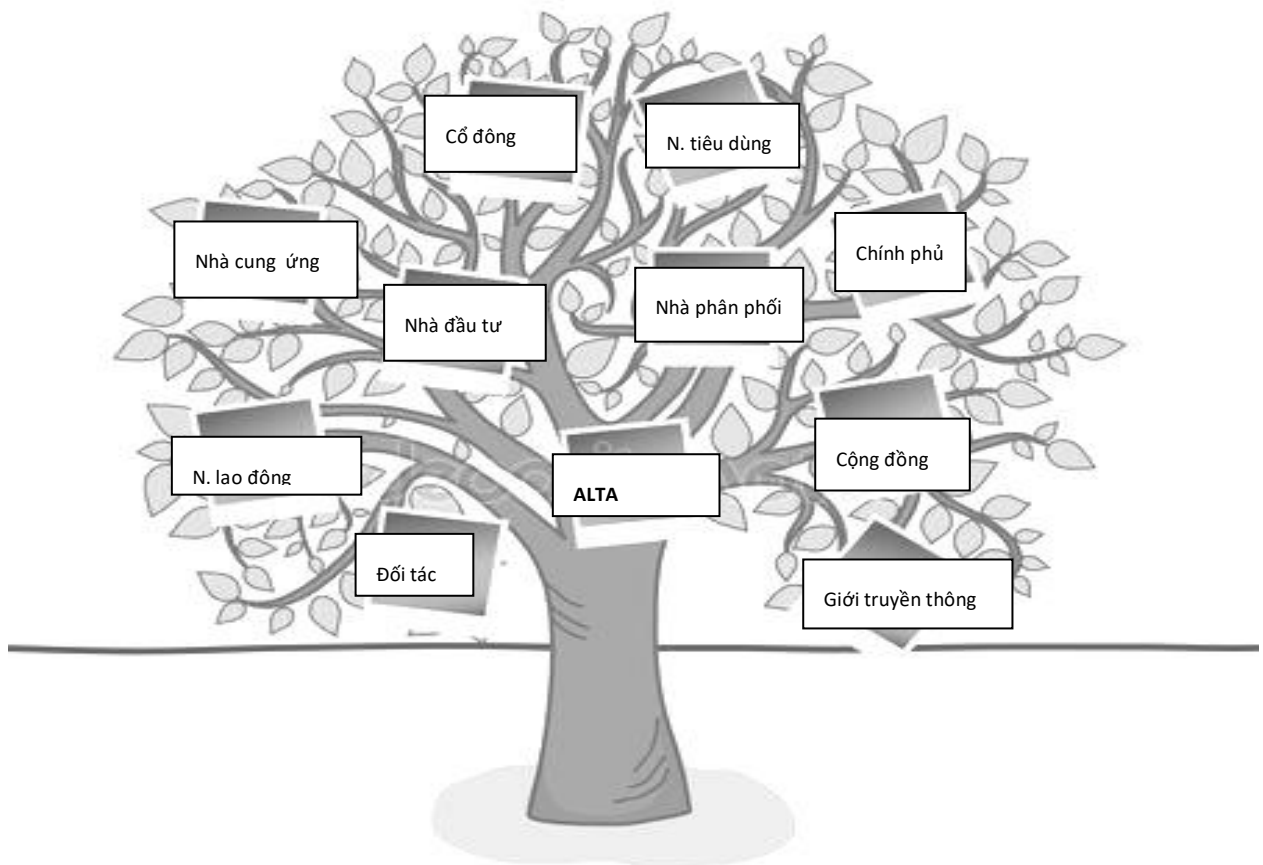 Cổ đông
N. tiêu dùng
Nhà cung ứng
Chính phủ
Nhà đầu tư
Nhà phân phối
N. lao động
ALTA
Cộng đồng
Đối tác
Giới truyền thông